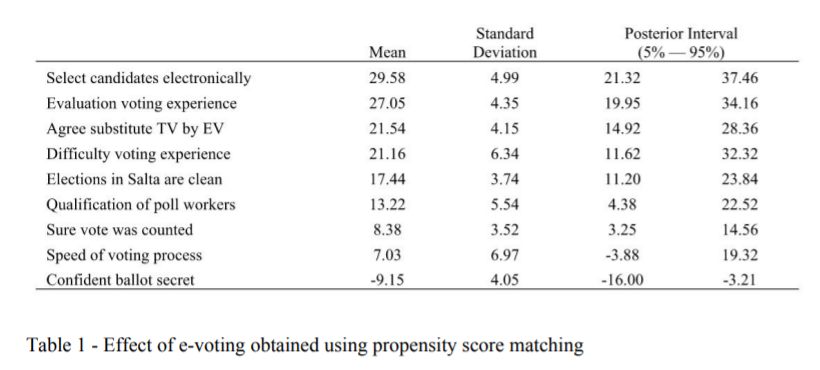 Standard Posterior Interval
Mean Deviation (5% — 95%)
Select candidates electronically 29.58 4.99 21.32 37.46
Evaluation voting experience 27.05 4.35 19.95 34.16
Agree substitute TV by EV 21.54 4.15 14.92 28.36
Difficulty voting experience 21.16 6.34 11.62 32.32
Elections in Salta are clean 17.44 3.74 11.20 23.84
Qualification of poll workers 13.22 5.54 4.38 22.52
Sure vote was counted 8.38 3.52 3.25 14.56
Speed of voting process 7.03 6.97 -3.88 19.32
Confident ballot secret -9.15 4.05 -16.00 -3.21
Table 1 - Effect of e-voting obtained using propensity score matching